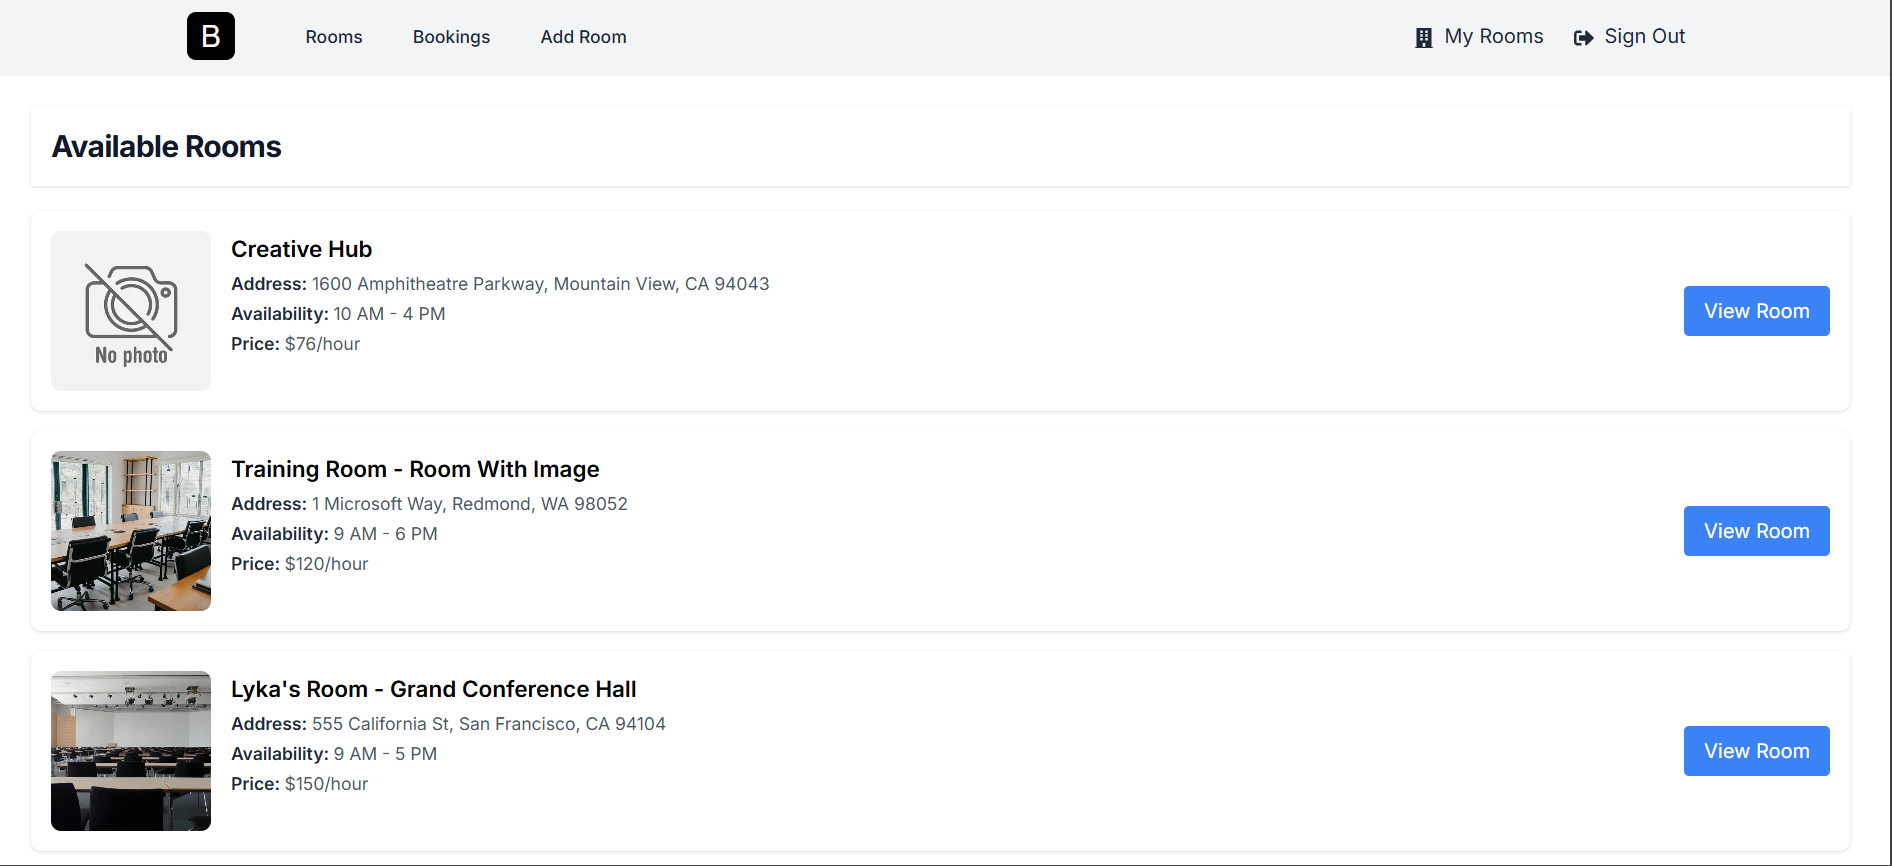 B
Rooms
Bookings
Add Room
My Rooms
Sign Out
Available Rooms
No photo
Creative Hub
Address: 1600 Amphitheatre Parkway, Mountain View, CA 94043
Availability: 10 AM - 4 PM
Price: $76/hour
View Room
Training Room - Room With Image
Address: 1 Microsoft Way, Redmond, WA 98052
Availability: 9 AM - 6 PM
Price: $120/hour
View Room
Lyka's Room - Grand Conference Hall
Address: 555 California St, San Francisco, CA 94104
Availability: 9 AM - 5 PM
Price: $150/hour
View Room